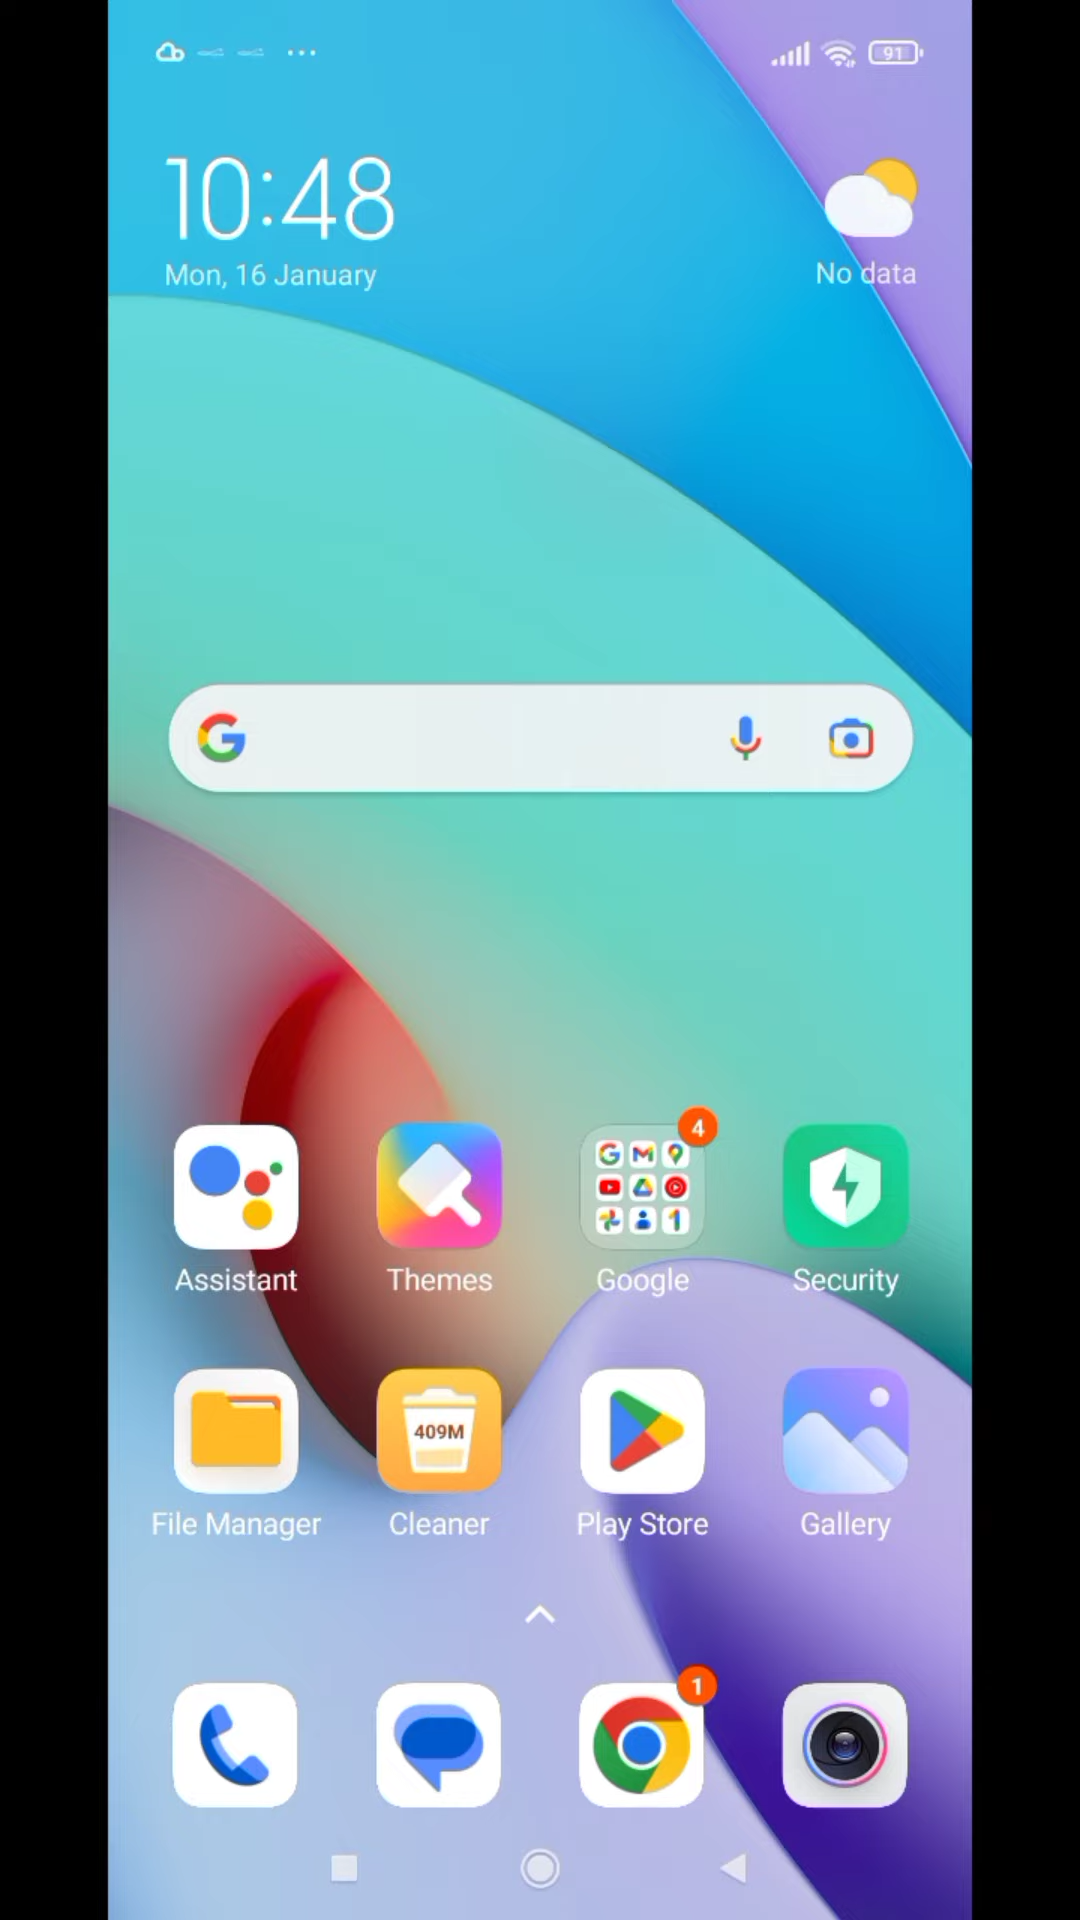 91
10:48
Mon, 16 January
No data
4
Assistant
Themes
Google
Security
409M
File Manager
Cleaner
Play Store
Gallery
1